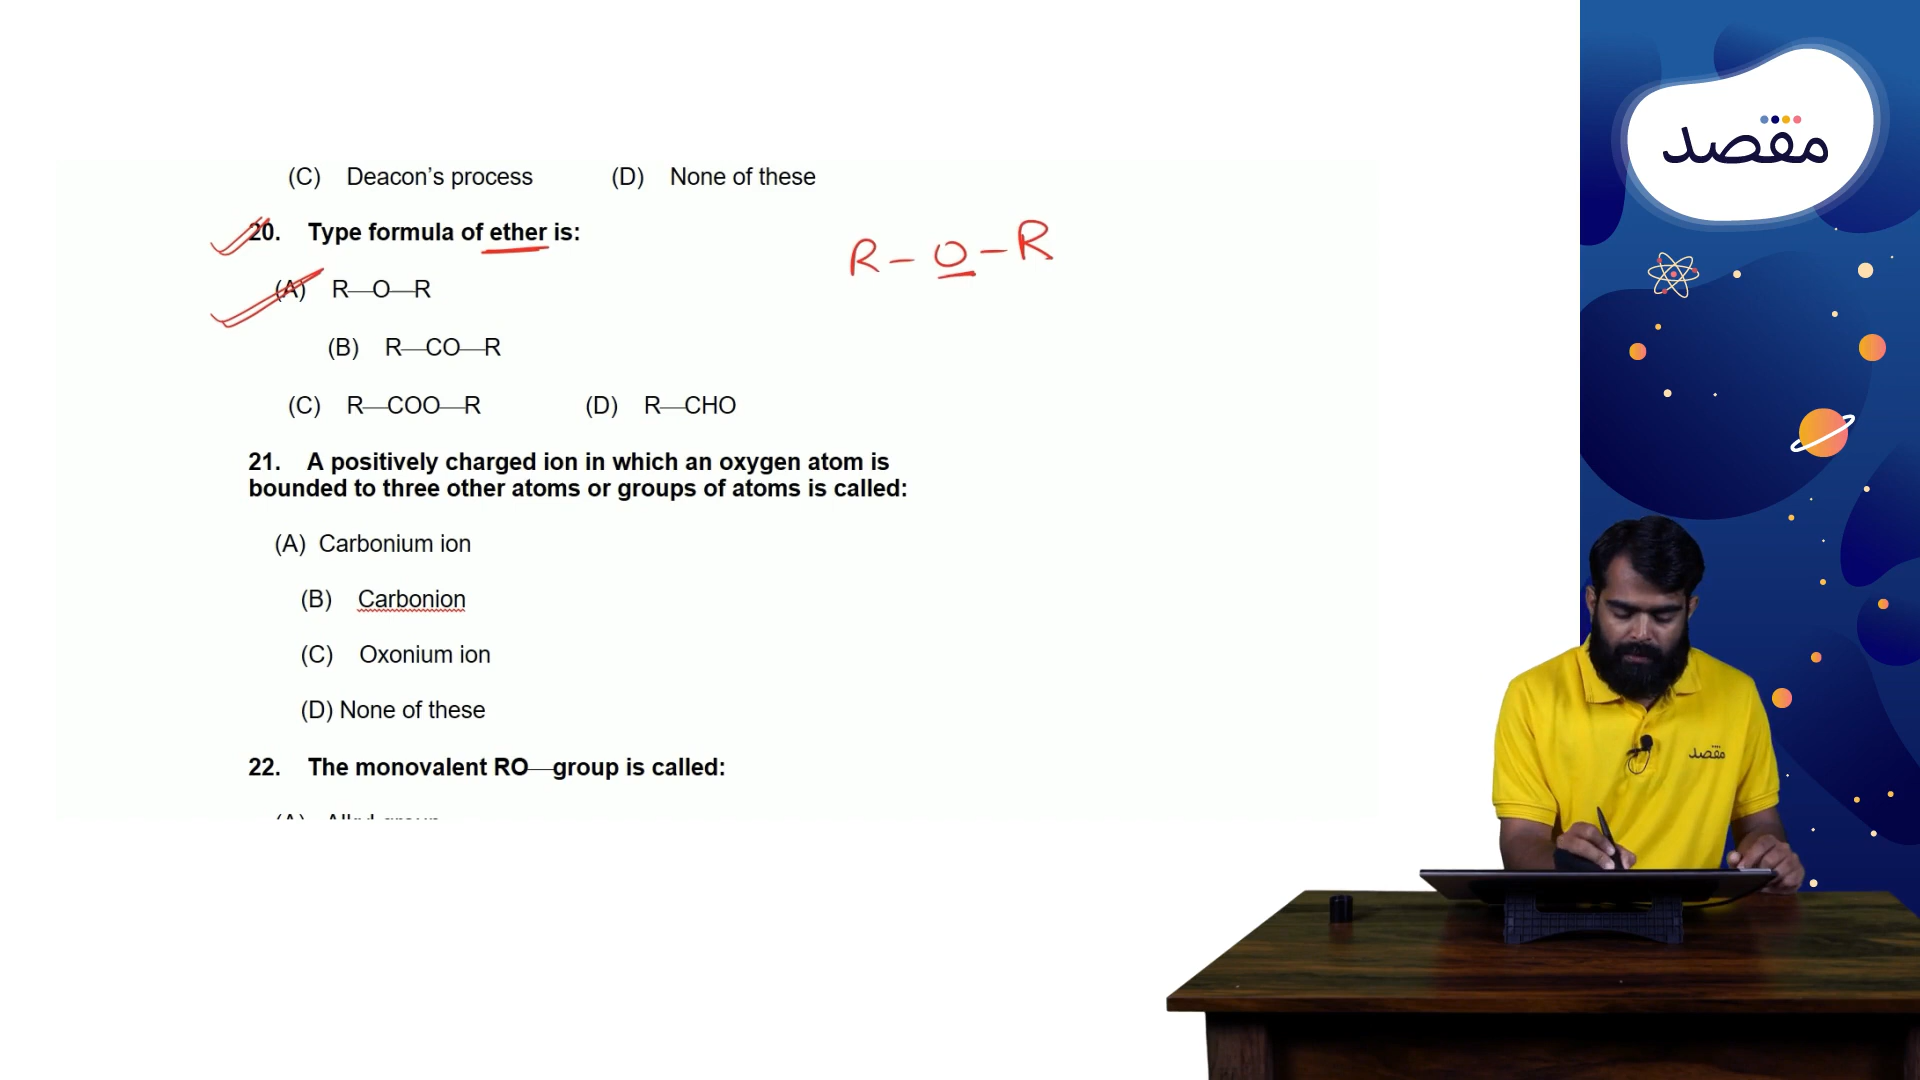 مقصد
(C) Deacon’s process (D) None of these
20. Type formula of ether is:
R – O – R
(A) R—O—R
(B) R—CO—R
(C) R—COO—R (D) R—CHO
21. A positively charged ion in which an oxygen atom is
bounded to three other atoms or groups of atoms is called:
(A) Carbonium ion
(B) Carbonion
(C) Oxonium ion
(D) None of these
مقصد
22. The monovalent RO—group is called: